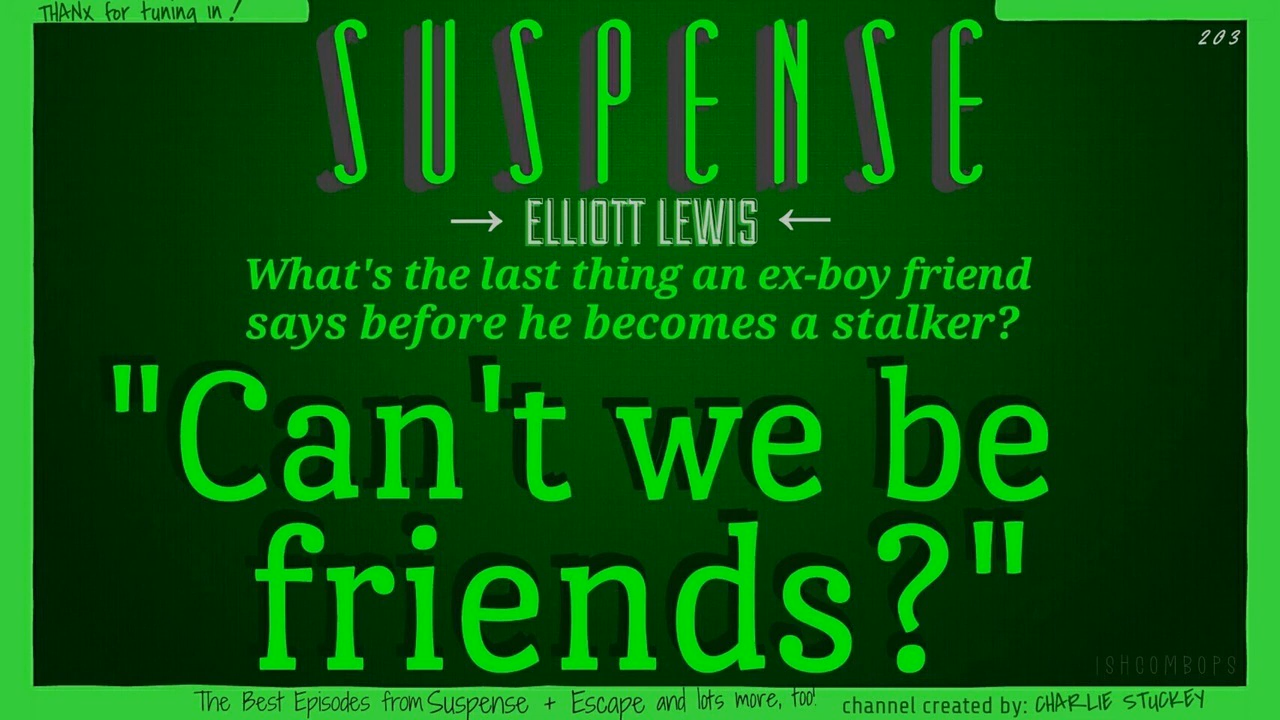 THANX for tuning in!
203
SUSPENSE
→ ELLIOTT LEWIS ←
What's the last thing an ex-boy friend
says before he becomes a stalker?
"Can't we be
friends?"
ISHCOMBOPS
The Best Episodes from Suspense + Escape and lots more, too!
channel created by: CHARLIE STUCKEY